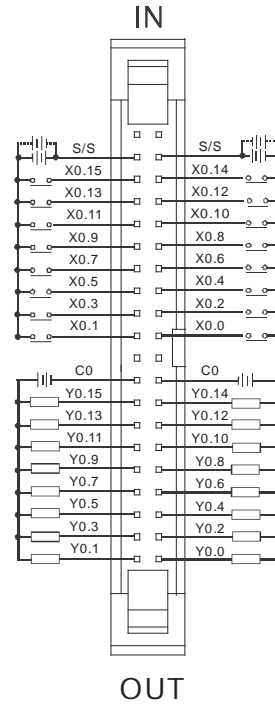 IN
S/S S/S
X0.15 X0.14
X0.13 X0.12
X0.11 X0.10
X0.9 X0.8
X0.7 X0.6
X0.5 X0.4
X0.3 X0.2
X0.1 X0.0
C0 C0
Y0.15 Y0.14
Y0.13 Y0.12
Y0.11 Y0.10
Y0.9 Y0.8
Y0.7 Y0.6
Y0.5 Y0.4
Y0.3 Y0.2
Y0.1 Y0.0
OUT